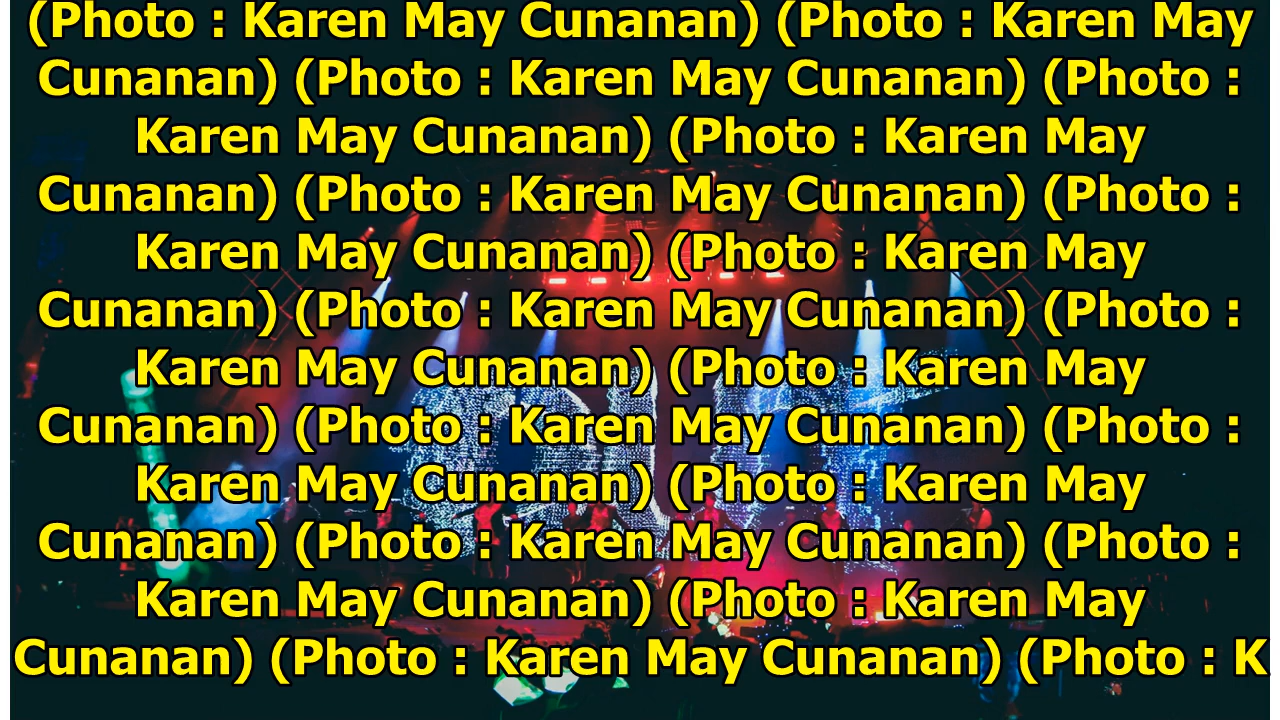 (Photo : Karen May Cunanan) (Photo : Karen May
Cunanan) (Photo : Karen May Cunanan) (Photo :
Karen May Cunanan) (Photo : Karen May
Cunanan) (Photo : Karen May Cunanan) (Photo :
Karen May Cunanan) (Photo : Karen May
Cunanan) (Photo : Karen May Cunanan) (Photo :
Karen May Cunanan) (Photo : Karen May
Cunanan) (Photo : Karen May Cunanan) (Photo :
Karen May Cunanan) (Photo : Karen May
Cunanan) (Photo : Karen May Cunanan) (Photo :
Karen May Cunanan) (Photo : Karen May
Cunanan) (Photo : Karen May Cunanan) (Photo : K